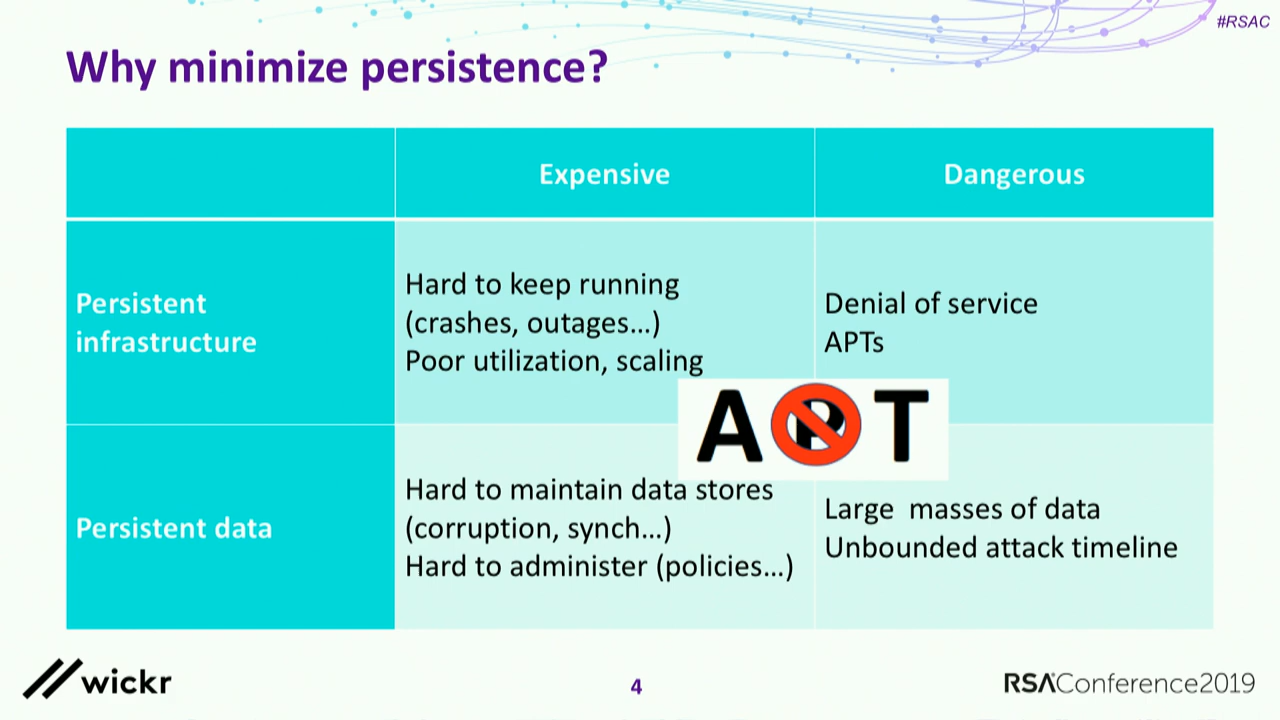 #RSAC
Why minimize persistence?
Expensive
Dangerous
Persistent
infrastructure
Hard to keep running
(crashes, outages…)
Poor utilization, scaling
Denial of service
APTs
A P T
Persistent data
Hard to maintain data stores
(corruption, synch…)
Hard to administer (policies…)
Large masses of data
Unbounded attack timeline
wickr
4
RSAConference2019